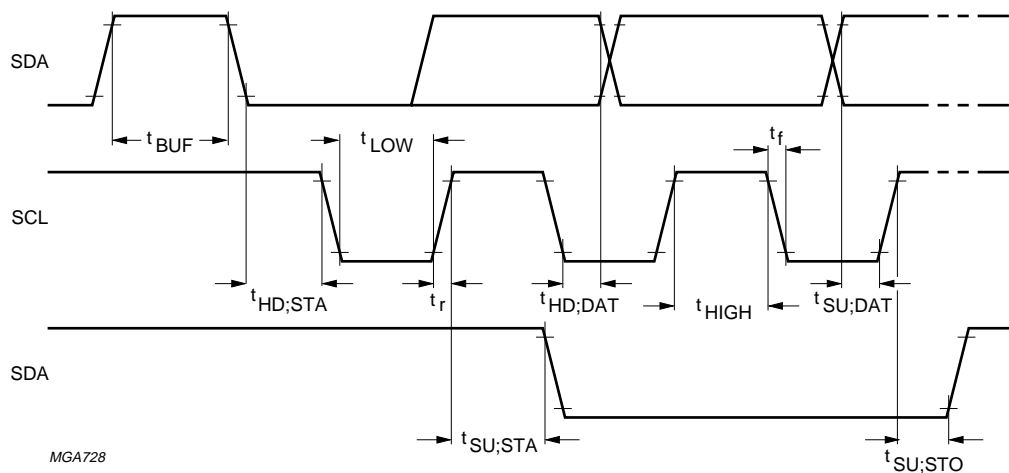 SDA
t BUF
t LOW
t f
SCL
t HD;STA
t r
t HD;DAT
t HIGH
t SU;DAT
SDA
t SU;STA
t SU;STO
MGA728